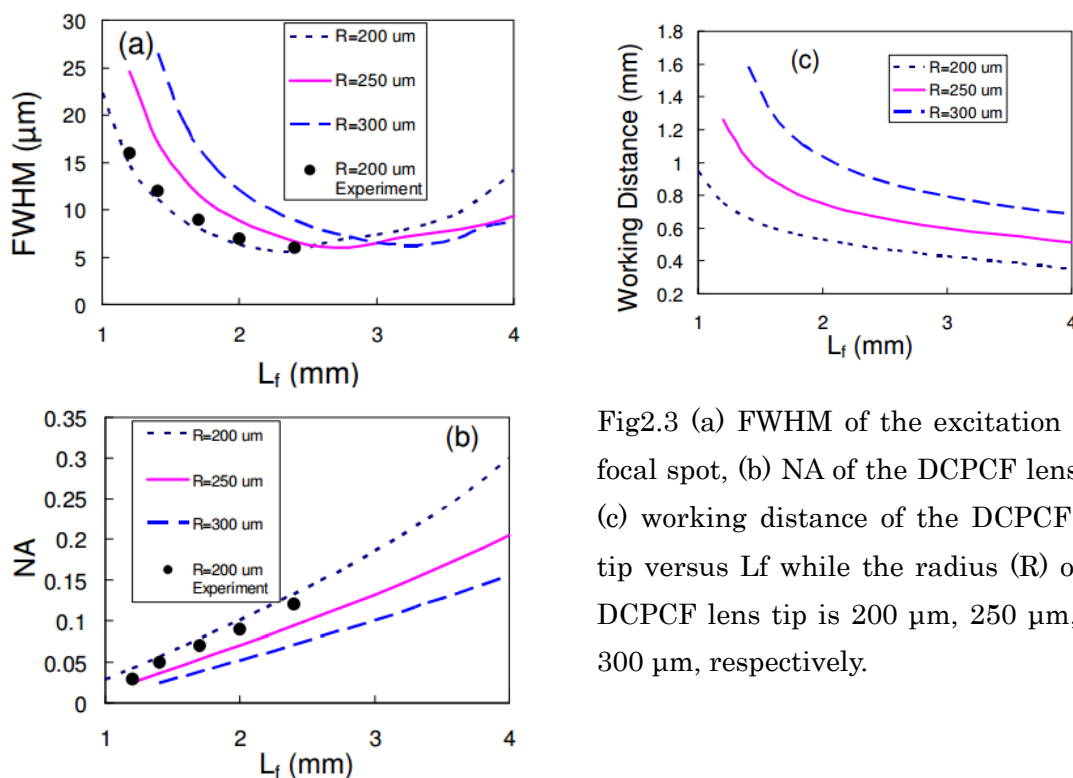 (a)
R=200 um
R=250 um
R=300 um
R=200 um
Experiment
30
25
20
15
10
5
0
1 2 3 4
FWHM (µm)
Lf (mm)
(c)
R=200 um
R=250 um
R=300 um
1.8
1.6
1.4
1.2
1
0.8
0.6
0.4
0.2
1 2 3 4
Working Distance (mm)
Lf (mm)
(b)
R=200 um
R=250 um
R=300 um
R=200 um
Experiment
0.35
0.3
0.25
0.2
0.15
0.1
0.05
0
1 2 3 4
NA
Lf (mm)
Fig2.3 (a) FWHM of the excitation
focal spot, (b) NA of the DCPCF lens
(c) working distance of the DCPCF
tip versus Lf while the radius (R) o
DCPCF lens tip is 200 µm, 250 µm,
300 µm, respectively.